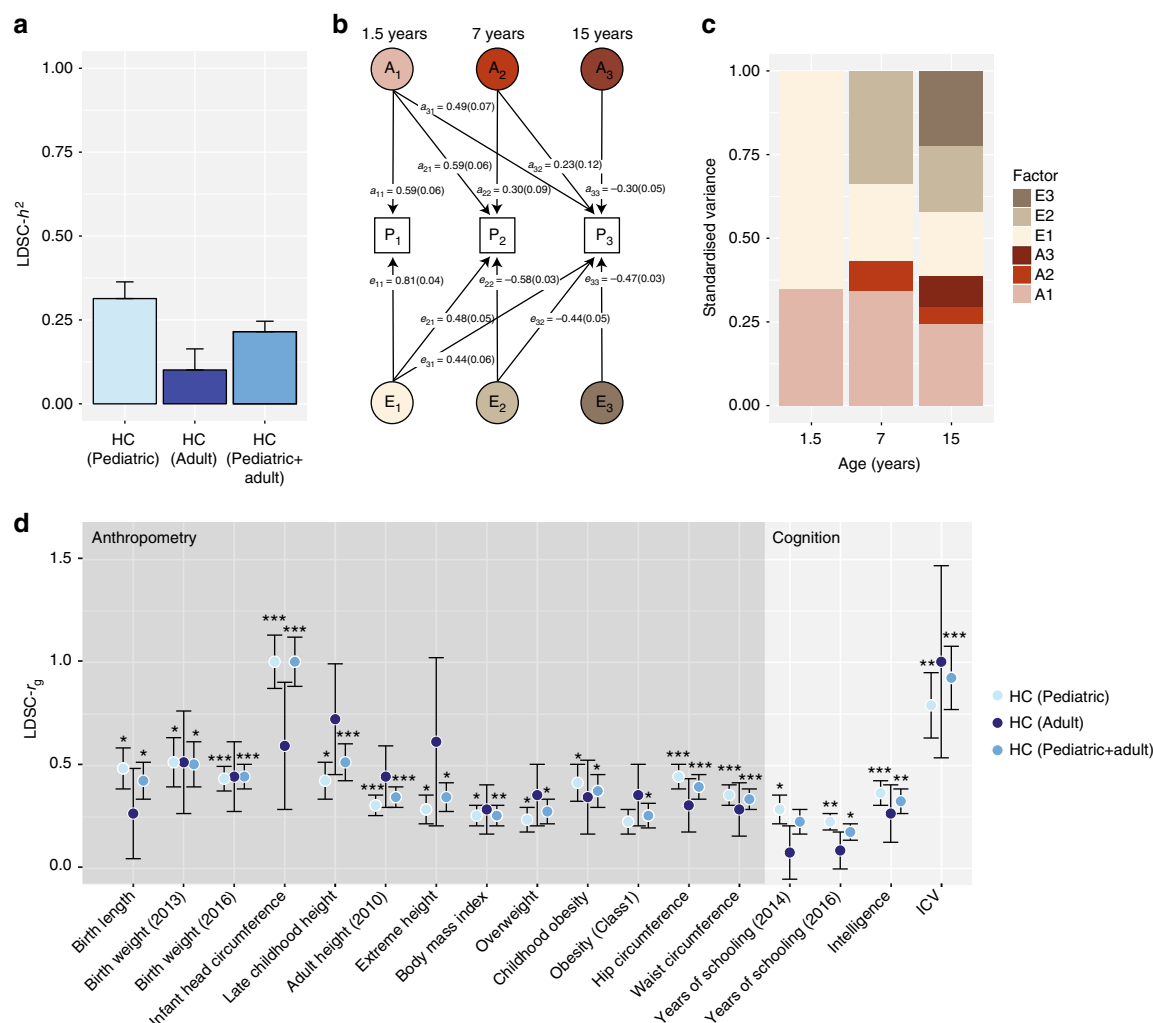 a
1.00
0.75
0.50
0.25
0.00
LDSC-h²
HC
(Pediatric)
HC
(Adult)
HC
(Pediatric+
adult)
b
1.5 years
7 years
15 years
A₁
A₂
A₃
a₃₁ = 0.49(0.07)
a₂₁ = 0.59(0.06)
a₃₂ = 0.23(0.12)
a₁₁ = 0.59(0.06)
a₂₂ = 0.30(0.09)
a₃₃ = −0.30(0.05)
P₁
P₂
P₃
e₁₁ = 0.81(0.04)
e₂₂ = −0.58(0.03)
e₃₃ = −0.47(0.03)
e₂₁ = 0.48(0.05)
e₃₂ = −0.44(0.05)
e₃₁ = 0.44(0.06)
E₁
E₂
E₃
c
1.00
0.75
0.50
0.25
0.00
Standardised variance
1.5
7
15
Age (years)
Factor
E3
E2
E1
A3
A2
A1
d
Anthropometry
Cognition
1.5
1.0
0.5
0.0
LDSC-r₉
* *
* *
*** ***
*** ***
* ***
*** ***
* *
* **
* *
* *
*
*** ***
*** ***
*
** *
*** **
** ***
Birth length
Birth weight (2013)
Birth weight (2016)
Infant head circumference
Late childhood height
Adult height (2010)
Extreme height
Body mass index
Overweight
Childhood obesity
Obesity (Class1)
Hip circumference
Waist circumference
Years of schooling (2014)
Years of schooling (2016)
Intelligence
ICV
HC (Pediatric)
HC (Adult)
HC (Pediatric+adult)